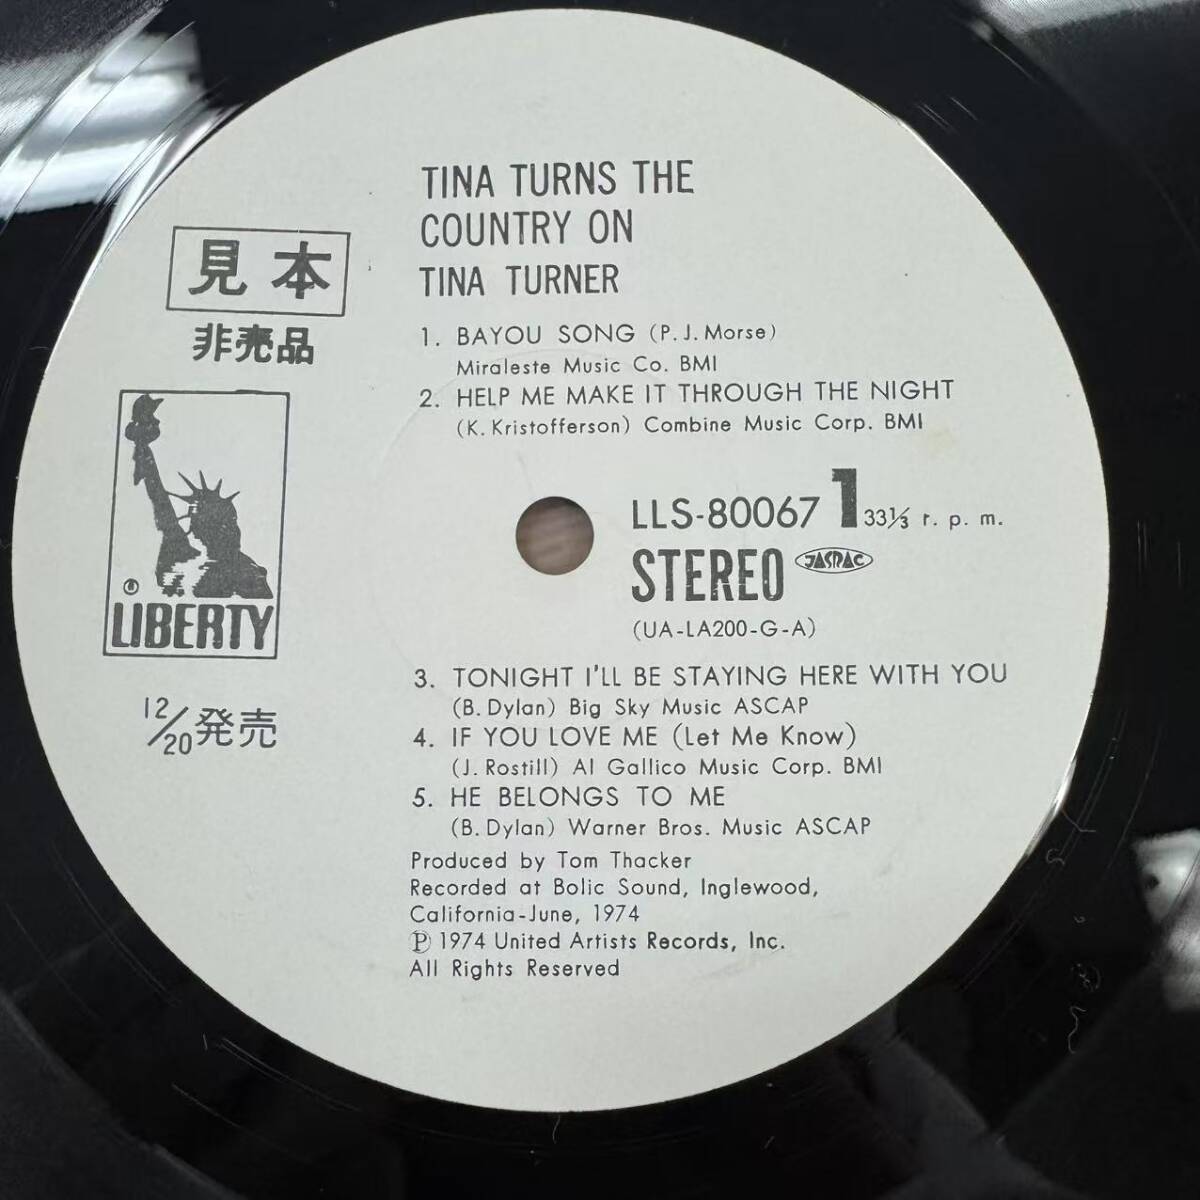 TINA TURNS THE
COUNTRY ON
TINA TURNER
見本
非売品
1. BAYOU SONG (P. J. Morse)
Miraleste Music Co. BMI
2. HELP ME MAKE IT THROUGH THE NIGHT
(K. Kristofferson) Combine Music Corp. BMI
LLS-80067 1 33⅓ r. p. m.
STEREO JASRAC
(UA-LA200-G-A)
LIBERTY
12/20発売
3. TONIGHT I'LL BE STAYING HERE WITH YOU
(B. Dylan) Big Sky Music ASCAP
4. IF YOU LOVE ME (Let Me Know)
(J. Rostill) Al Gallico Music Corp. BMI
5. HE BELONGS TO ME
(B. Dylan) Warner Bros. Music ASCAP
Produced by Tom Thacker
Recorded at Bolic Sound, Inglewood,
California-June, 1974
Ⓟ 1974 United Artists Records, Inc.
All Rights Reserved